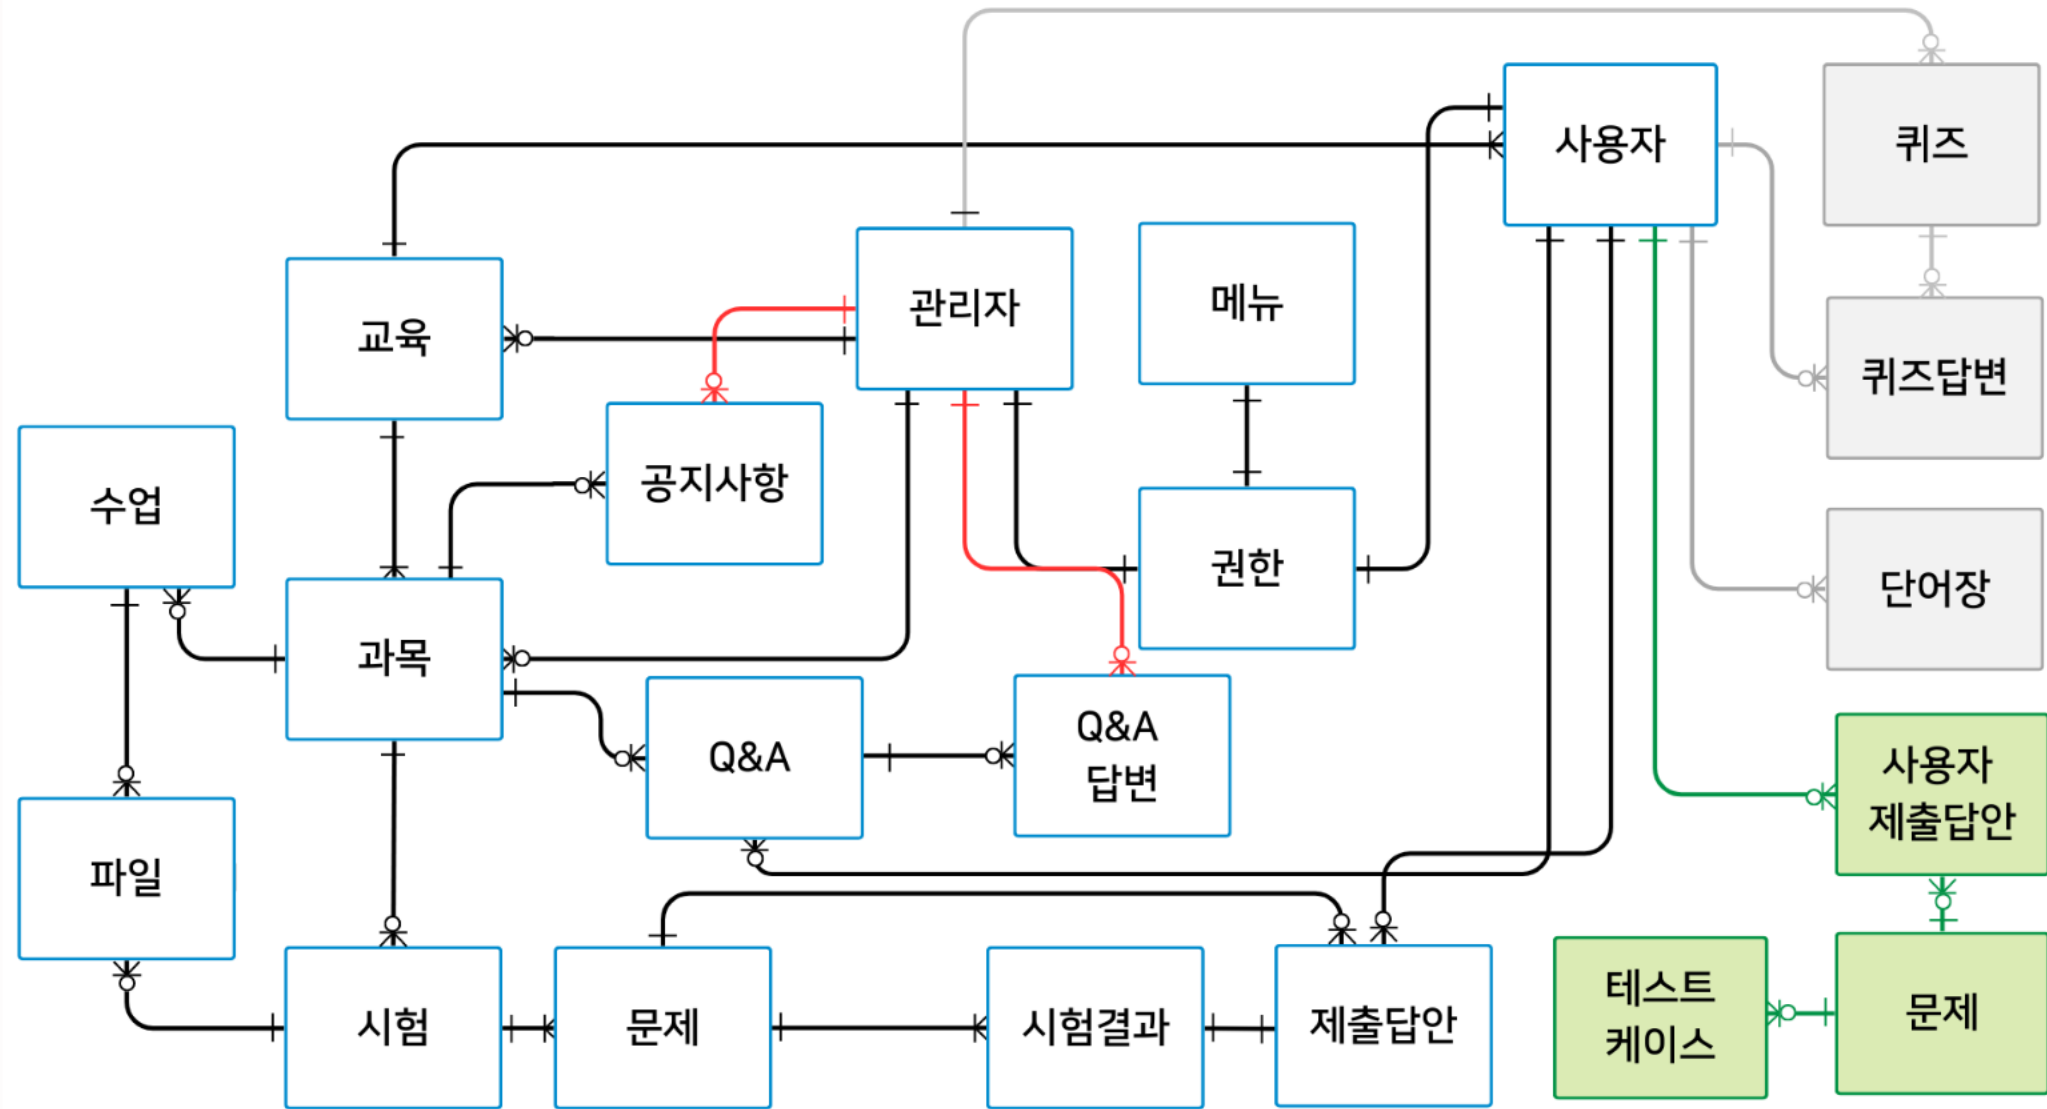 사용자
퀴즈
교육
관리자
메뉴
퀴즈답변
수업
공지사항
권한
단어장
과목
Q&A
Q&A
답변
사용자
제출답안
파일
시험
문제
시험결과
제출답안
테스트
케이스
문제